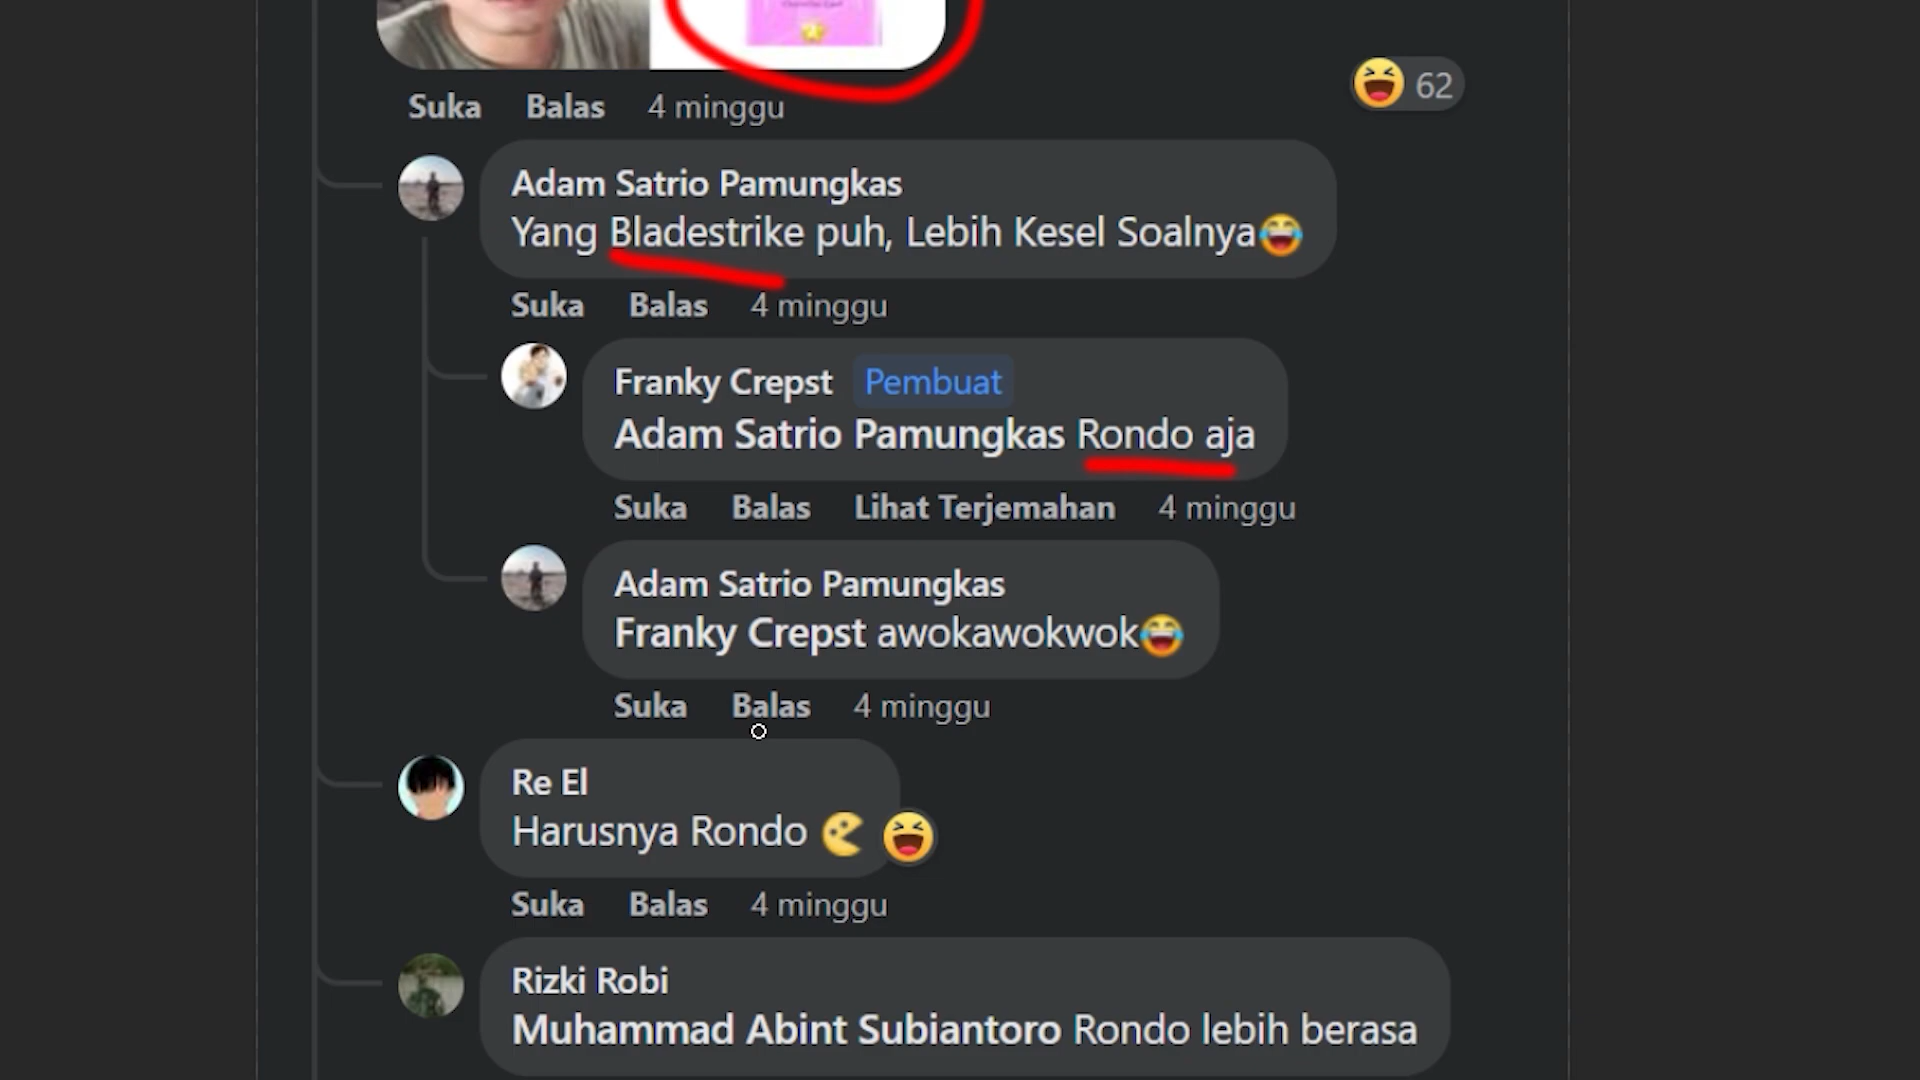 62
Suka Balas 4 minggu
Adam Satrio Pamungkas
Yang Bladestrike puh, Lebih Kesel Soalnya😂
Suka Balas 4 minggu
Franky Crepst Pembuat
Adam Satrio Pamungkas Rondo aja
Suka Balas Lihat Terjemahan 4 minggu
Adam Satrio Pamungkas
Franky Crepst awokawokwok😂
Suka Balas 4 minggu
Re El
Harusnya Rondo
Suka Balas 4 minggu
Rizki Robi
Muhammad Abint Subiantoro Rondo lebih berasa